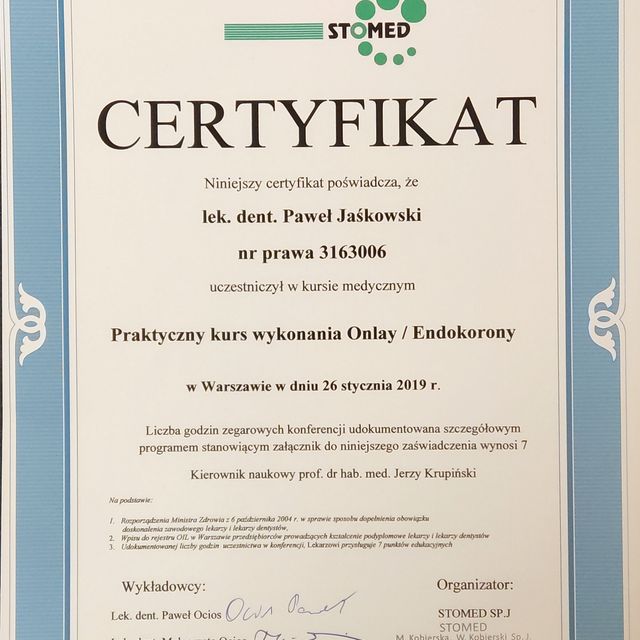 STOMED
CERTYFIKAT
Niniejszy certyfikat poświadcza, że
lek. dent. Paweł Jaśkowski
nr prawa 3163006
uczestniczył w kursie medycznym
Praktyczny kurs wykonania Onlay / Endokorony
w Warszawie w dniu 26 stycznia 2019 r.
Liczba godzin zegarowych konferencji udokumentowana szczegółowym
programem stanowiącym załącznik do niniejszego zaświadczenia wynosi 7
Kierownik naukowy prof. dr hab. med. Jerzy Krupiński
Na podstawie:
1. Rozporządzenia Ministra Zdrowia z 6 października 2004 r. w sprawie sposobu dopełnienia obowiązku
doskonalenia zawodowego lekarzy i lekarzy dentystów,
2. Wpisu do rejestru OIL w Warszawie przedsiębiorców prowadzących kształcenie podyplomowe lekarzy i lekarzy dentystów
3. Udokumentowanej liczby godzin uczestnictwa w konferencji, Lekarzowi przysługuje 7 punktów edukacyjnych
Wykładowcy:
Organizator:
Lek. dent. Paweł Ocios Ocios Paweł
STOMED SP.J
STOMED
M. Kobierska, W. Kobierski Sp. J.